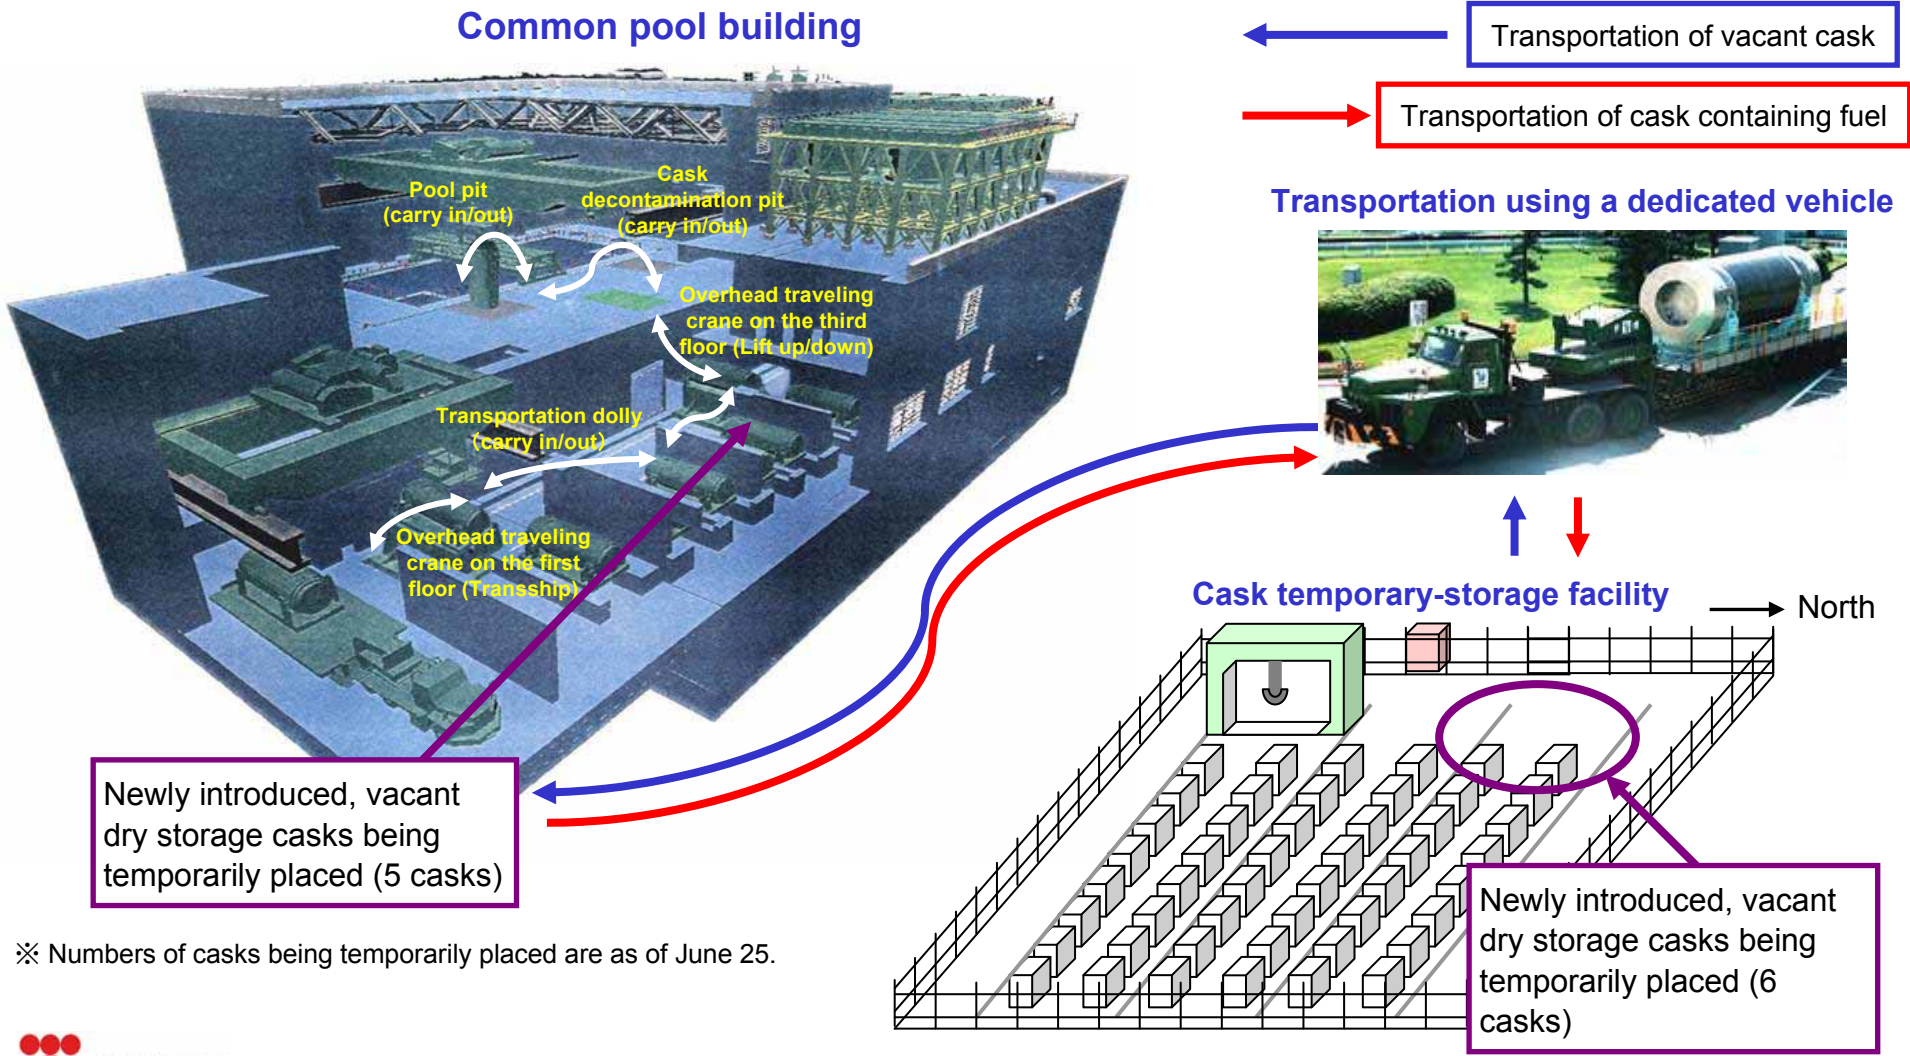 Common pool building
Transportation of vacant cask
Transportation of cask containing fuel
Pool pit
(carry in/out)
Cask
decontamination pit
(carry in/out)
Overhead traveling
crane on the third
floor (Lift up/down)
Transportation dolly
(carry in/out)
Overhead traveling
crane on the first
floor (Transship)
Transportation using a dedicated vehicle
Cask temporary-storage facility
North
Newly introduced, vacant
dry storage casks being
temporarily placed (5 casks)
Newly introduced, vacant
dry storage casks being
temporarily placed (6
casks)
※ Numbers of casks being temporarily placed are as of June 25.